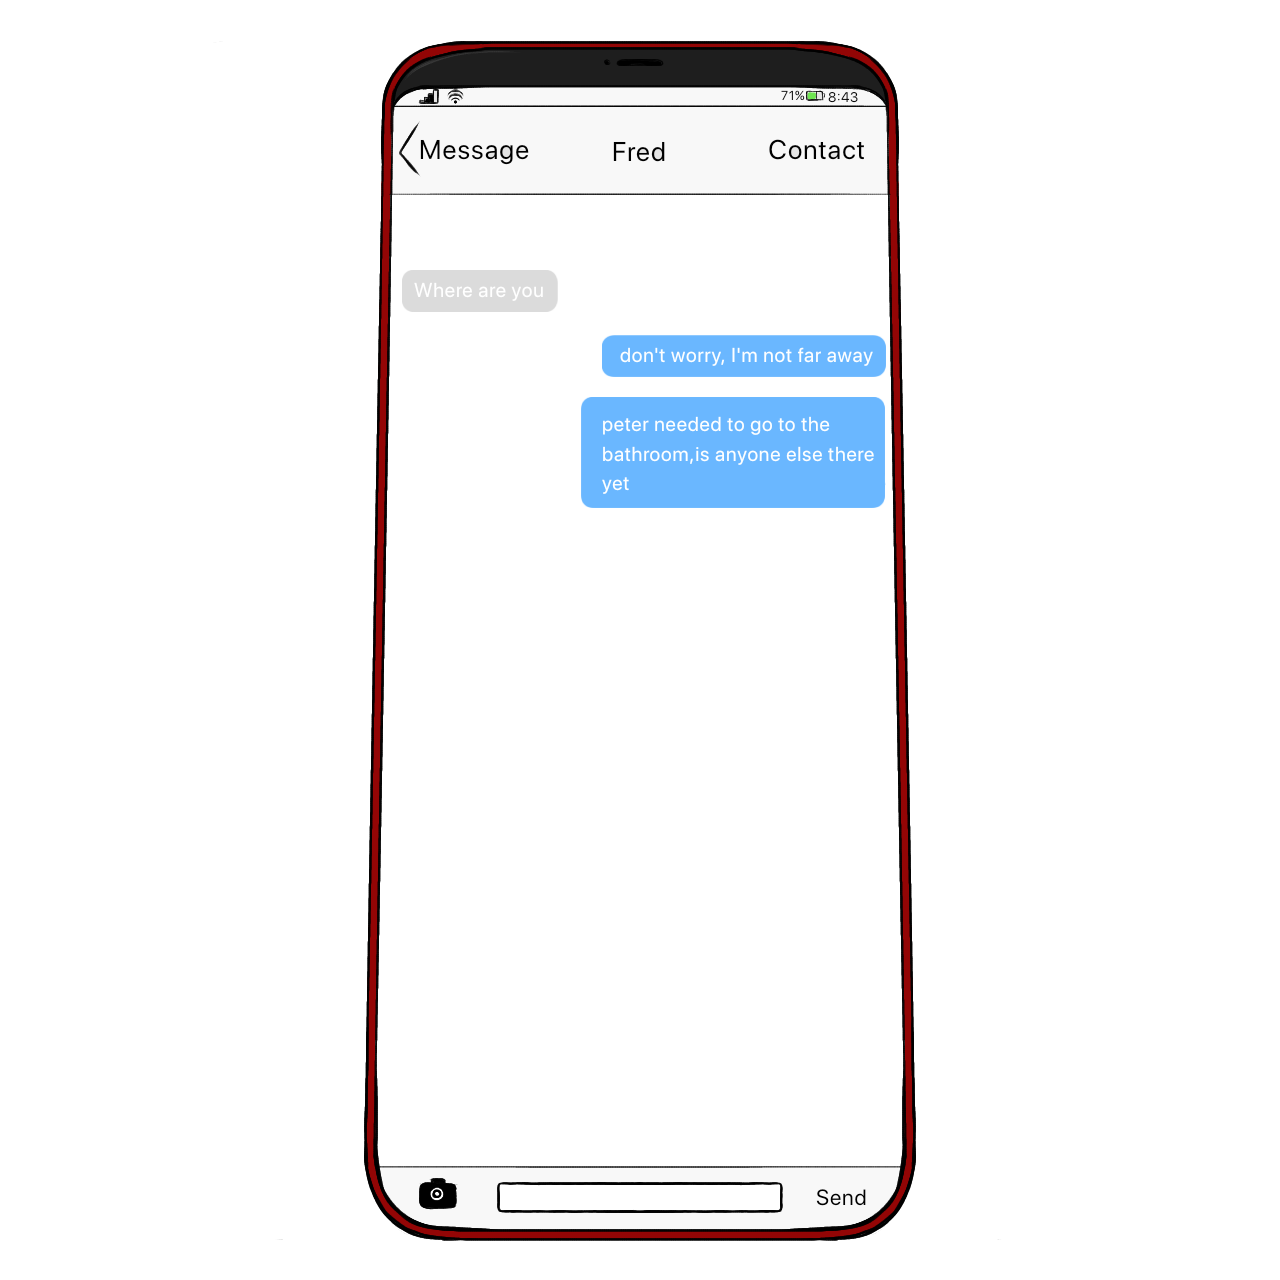 71% 8:43
Message Fred Contact
Where are you
don't worry, I'm not far away
peter needed to go to the
bathroom,is anyone else there
yet
Send